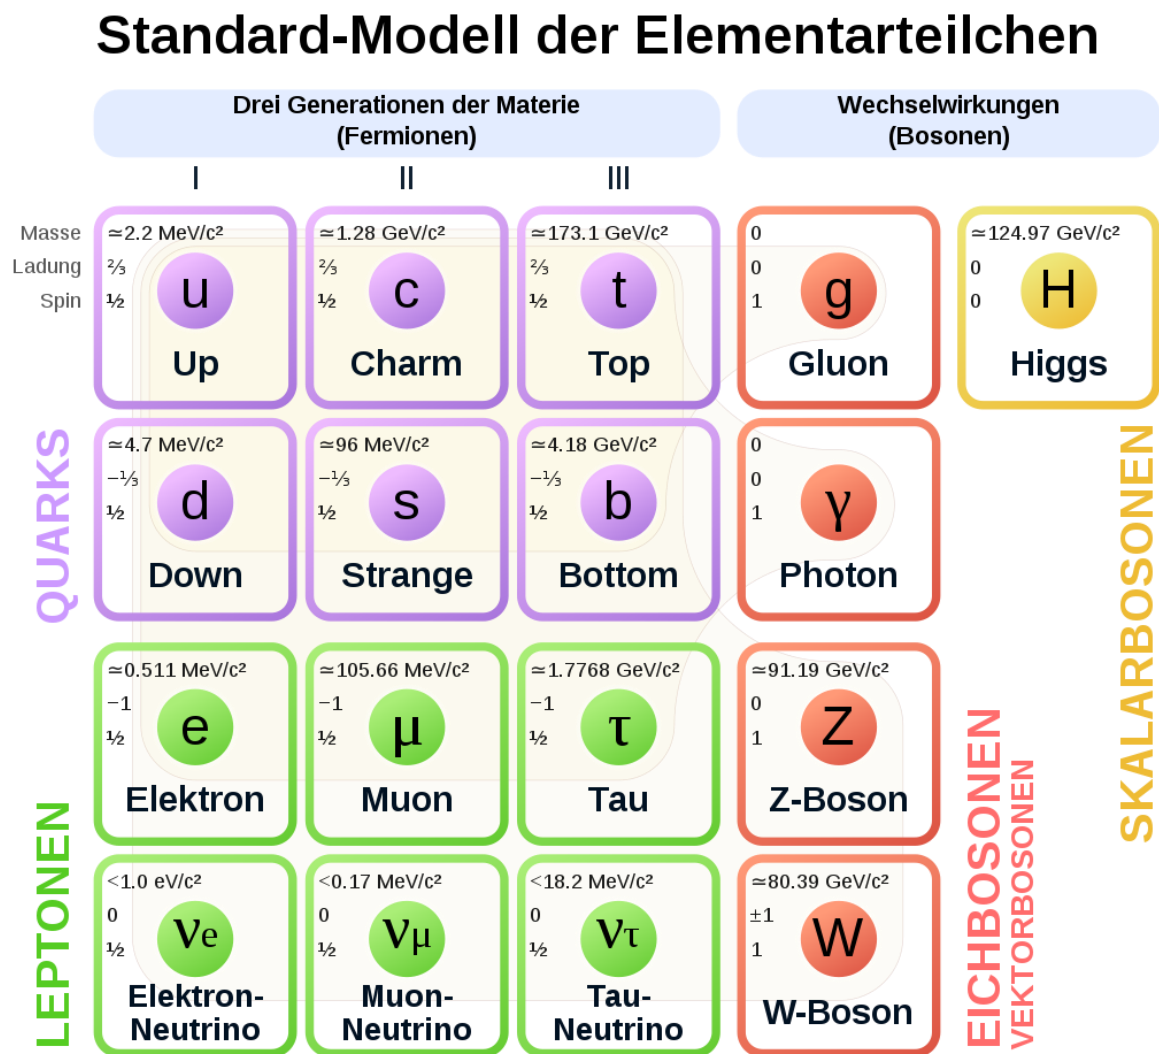 Standard-Modell der Elementarteilchen
Drei Generationen der Materie
(Fermionen)
Wechselwirkungen
(Bosonen)
I
II
III
Masse
Ladung
Spin
≃2.2 MeV/c²
⅔
½
u
Up
≃1.28 GeV/c²
⅔
½
c
Charm
≃173.1 GeV/c²
⅔
½
t
Top
0
0
1
g
Gluon
≃124.97 GeV/c²
0
0
H
Higgs
QUARKS
≃4.7 MeV/c²
−⅓
½
d
Down
≃96 MeV/c²
−⅓
½
s
Strange
≃4.18 GeV/c²
−⅓
½
b
Bottom
0
0
1
γ
Photon
SKALARBOSONEN
≃0.511 MeV/c²
−1
½
e
Elektron
≃105.66 MeV/c²
−1
½
μ
Muon
≃1.7768 GeV/c²
−1
½
τ
Tau
≃91.19 GeV/c²
0
1
Z
Z-Boson
LEPTONEN
<1.0 eV/c²
0
½
νe
Elektron-
Neutrino
<0.17 MeV/c²
0
½
νμ
Muon-
Neutrino
<18.2 MeV/c²
0
½
ντ
Tau-
Neutrino
≃80.39 GeV/c²
±1
1
W
W-Boson
EICHBOSONEN
VEKTORBOSONEN